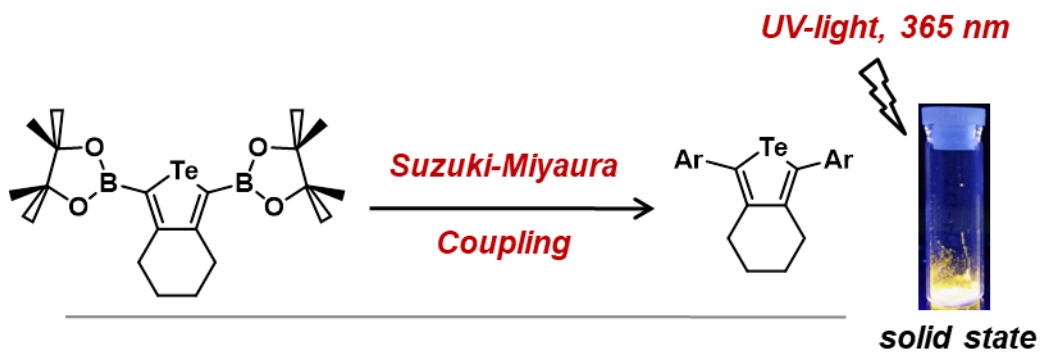 UV-light, 365 nm
O
B
O
Te
B
O
O
Suzuki-Miyaura
Coupling
Ar
Te
Ar
solid state